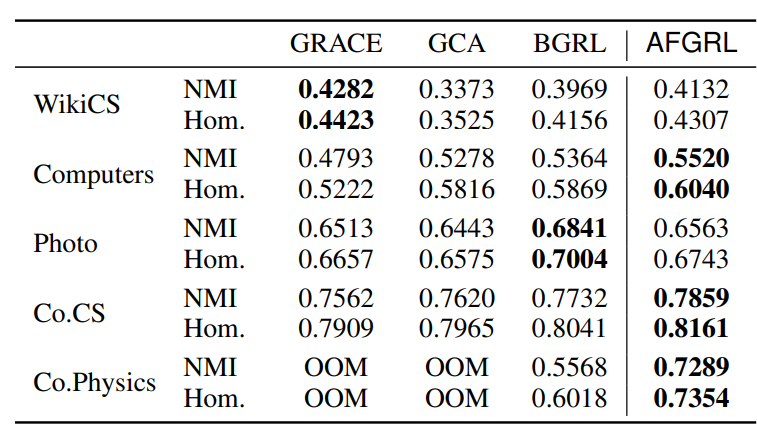 GRACE GCA BGRL AFGRL
WikiCS NMI 0.4282 0.3373 0.3969 0.4132
Hom. 0.4423 0.3525 0.4156 0.4307
Computers NMI 0.4793 0.5278 0.5364 0.5520
Hom. 0.5222 0.5816 0.5869 0.6040
Photo NMI 0.6513 0.6443 0.6841 0.6563
Hom. 0.6657 0.6575 0.7004 0.6743
Co.CS NMI 0.7562 0.7620 0.7732 0.7859
Hom. 0.7909 0.7965 0.8041 0.8161
Co.Physics NMI OOM OOM 0.5568 0.7289
Hom. OOM OOM 0.6018 0.7354